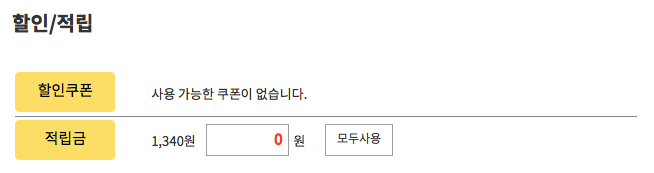 할인/적립
할인쿠폰 사용 가능한 쿠폰이 없습니다.
적립금 1,340원 0 원 모두사용